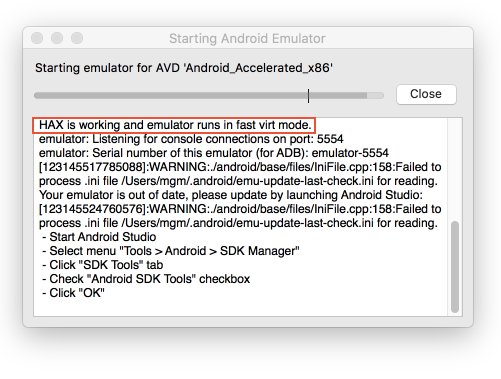 Starting Android Emulator
Starting emulator for AVD 'Android_Accelerated_x86'
Close
HAX is working and emulator runs in fast virt mode.
emulator: Listening for console connections on port: 5554
emulator: Serial number of this emulator (for ADB): emulator-5554
[123145517785088]:WARNING:./android/base/files/IniFile.cpp:158:Failed to
process .ini file /Users/mgm/.android/emu-update-last-check.ini for reading.
Your emulator is out of date, please update by launching Android Studio:
[123145524760576]:WARNING:./android/base/files/IniFile.cpp:158:Failed to
process .ini file /Users/mgm/.android/emu-update-last-check.ini for reading.
- Start Android Studio
- Select menu "Tools > Android > SDK Manager"
- Click "SDK Tools" tab
- Check "Android SDK Tools" checkbox
- Click "OK"